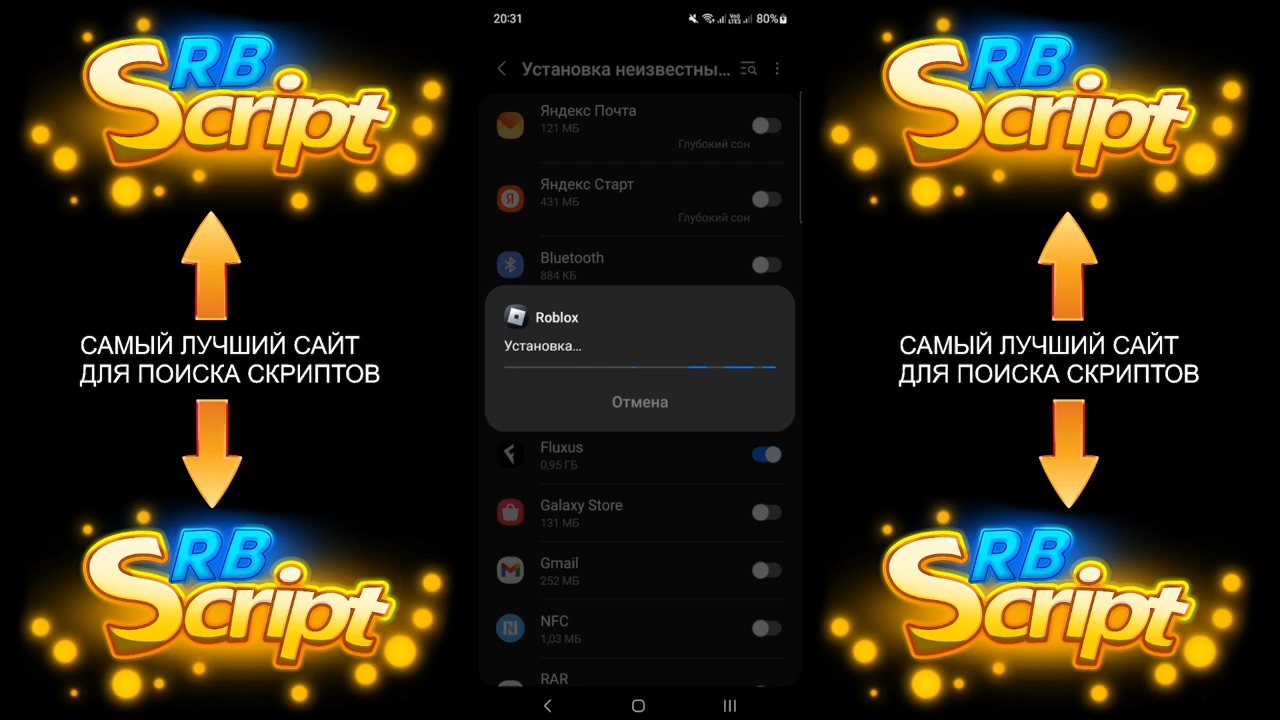 RB
Script
RB
Script
САМЫЙ ЛУЧШИЙ САЙТ
ДЛЯ ПОИСКА СКРИПТОВ
САМЫЙ ЛУЧШИЙ САЙТ
ДЛЯ ПОИСКА СКРИПТОВ
RB
Script
RB
Script
20:31
Vo)) LTE2
80%
Установка неизвестны...
Яндекс Почта
121 МБ
Глубокий сон
Яндекс Старт
431 МБ
Глубокий сон
Bluetooth
884 КБ
Roblox
Установка...
Отмена
Fluxus
0,95 ГБ
Galaxy Store
131 МБ
Gmail
252 МБ
NFC
1,03 МБ
RAR